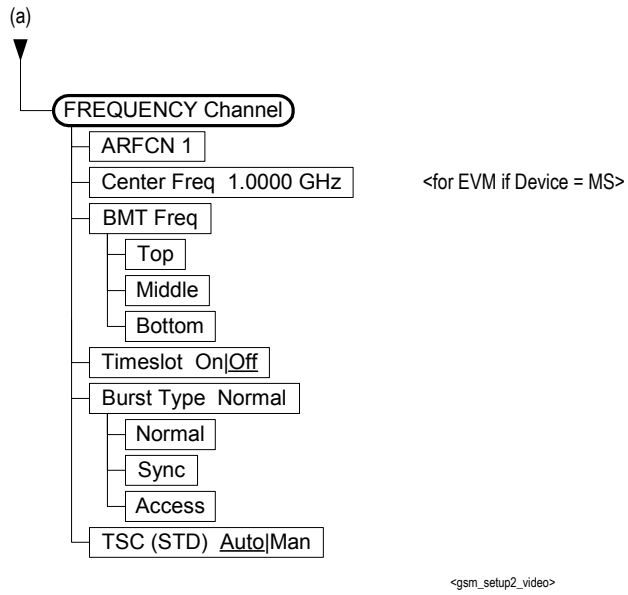 (a)
FREQUENCY Channel
ARFCN 1
Center Freq 1.0000 GHz <for EVM if Device = MS>
BMT Freq
Top
Middle
Bottom
Timeslot On|Off
Burst Type Normal
Normal
Sync
Access
TSC (STD) Auto|Man
<gsm_setup2_video>